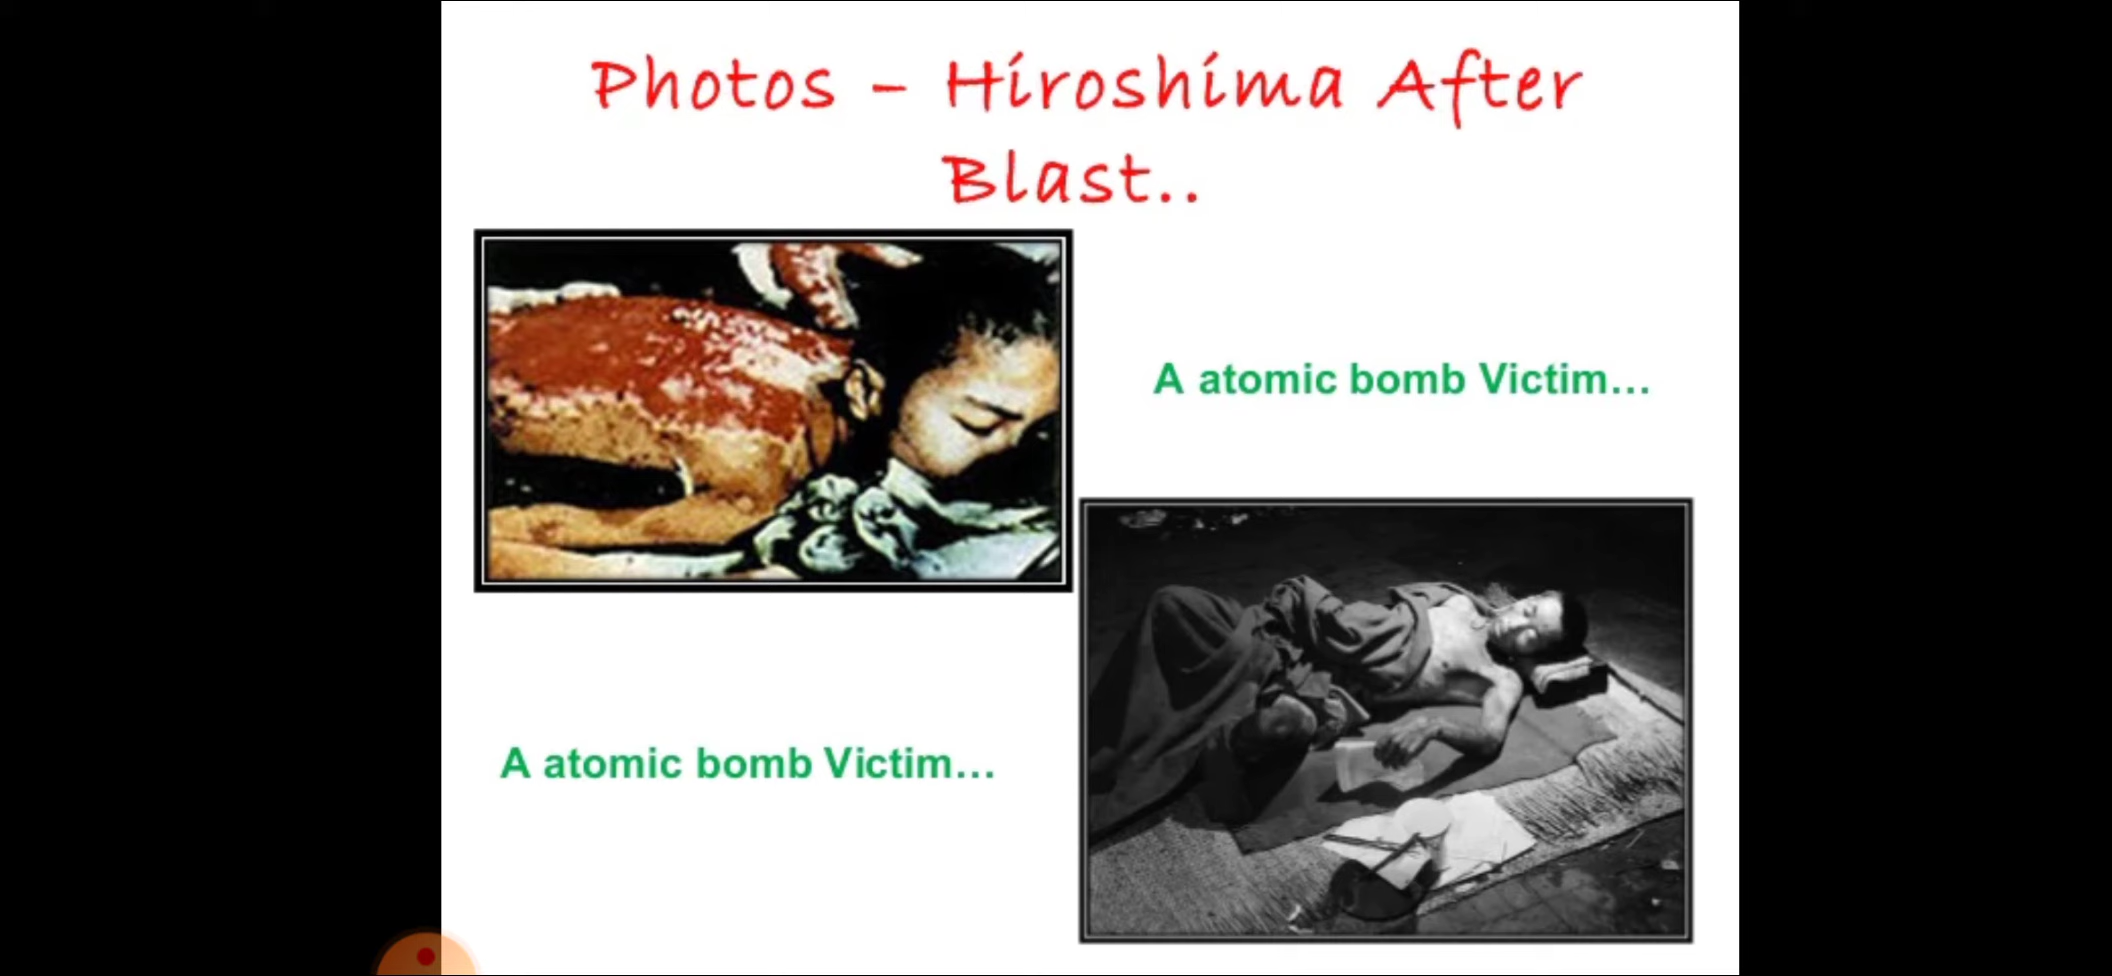 Photos – Hiroshima After
Blast..
A atomic bomb Victim...
A atomic bomb Victim...